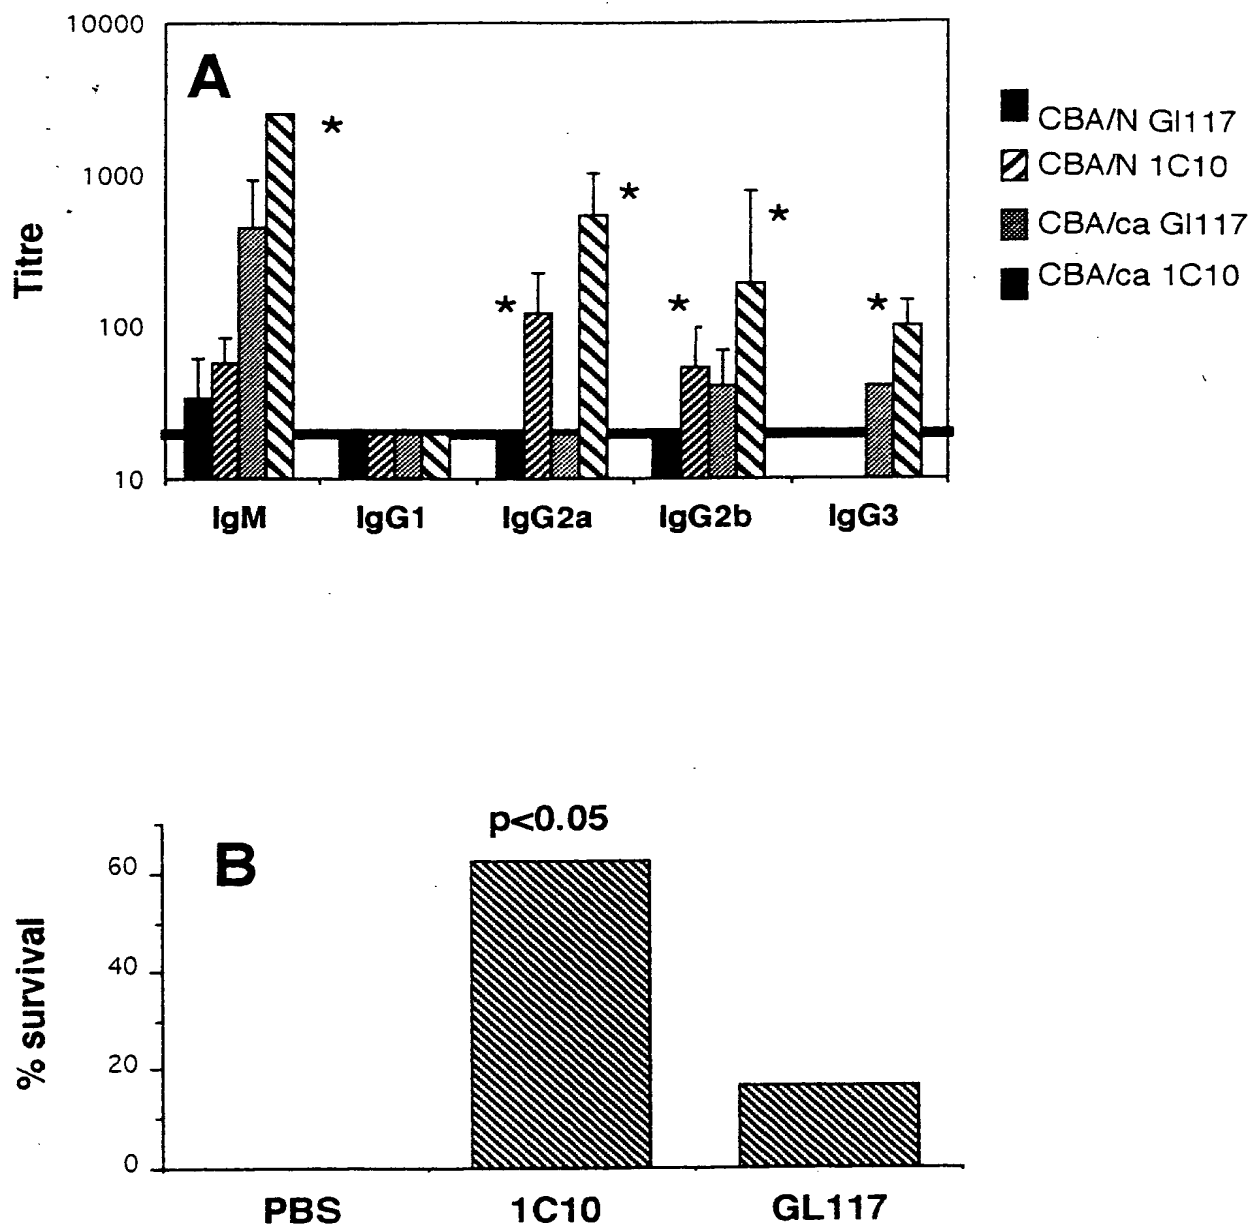 10000
1000
100
10
Titre
A
*
*
*
*
*
*
IgM IgG1 IgG2a IgG2b IgG3
CBA/N Gl117
CBA/N 1C10
CBA/ca Gl117
CBA/ca 1C10
p<0.05
B
60
40
20
0
% survival
PBS 1C10 GL117